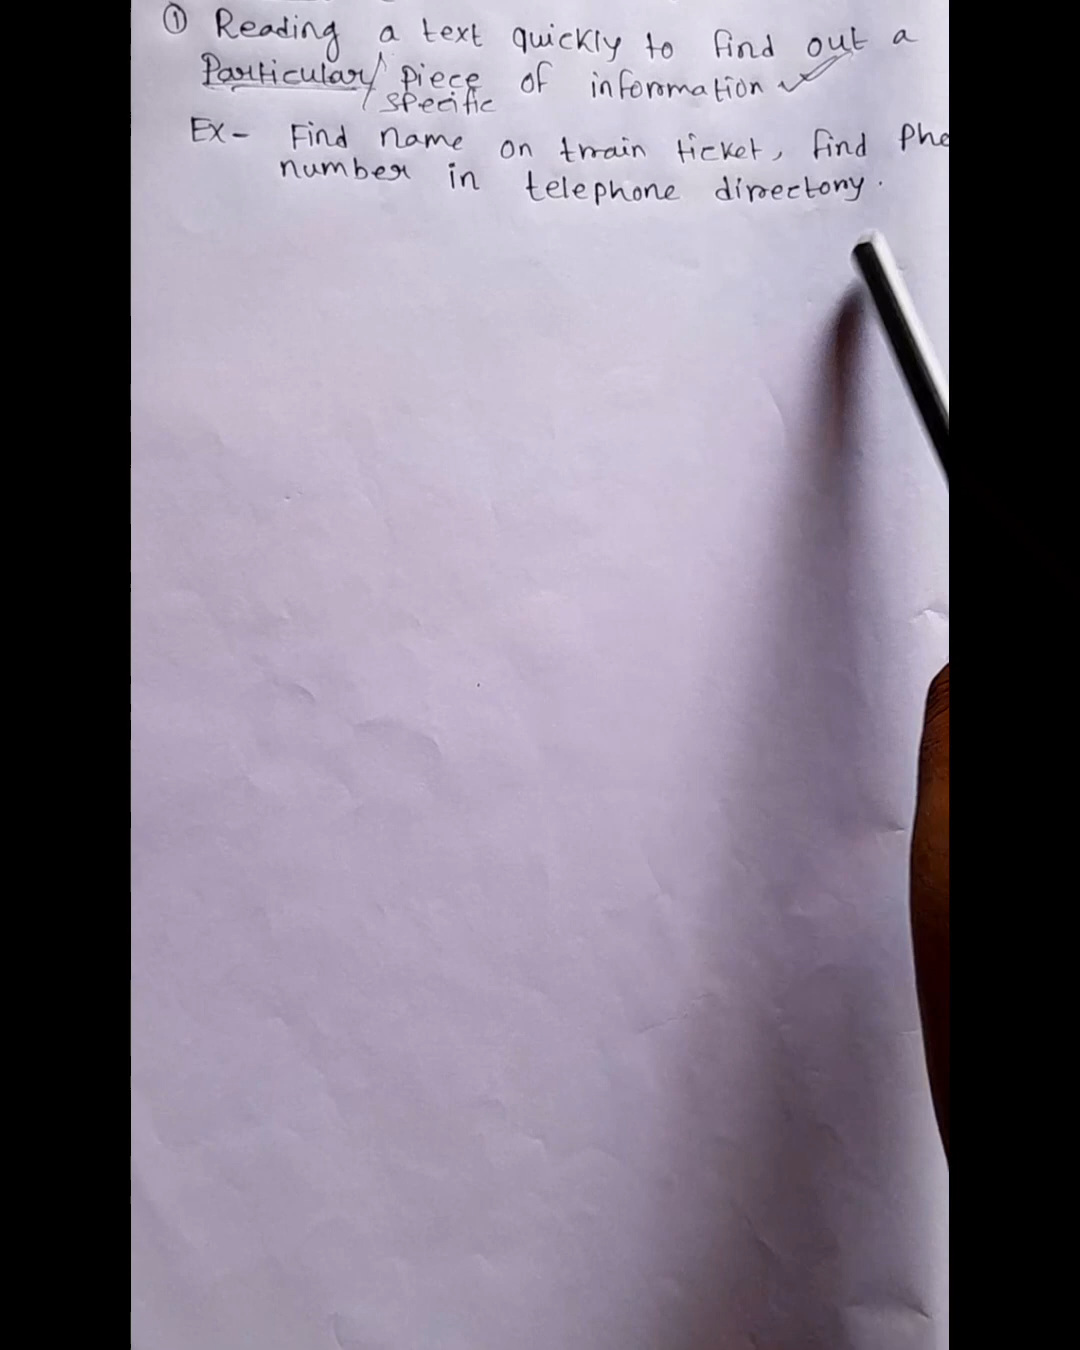 ① Reading a text quickly to find out a
Particular/ piece of information ✓
specific
Ex- Find name on train ticket, find Pho
number in telephone directory.